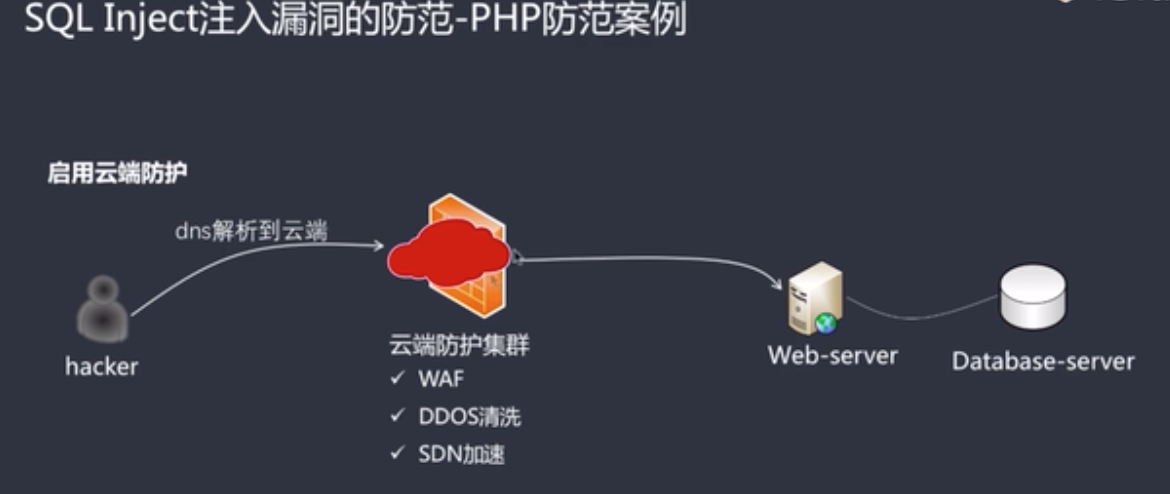 SQL Inject注入漏洞的防范-PHP防范案例
启用云端防护
dns解析到云端
hacker
云端防护集群
✓ WAF
✓ DDOS清洗
✓ SDN加速
Web-server
Database-server